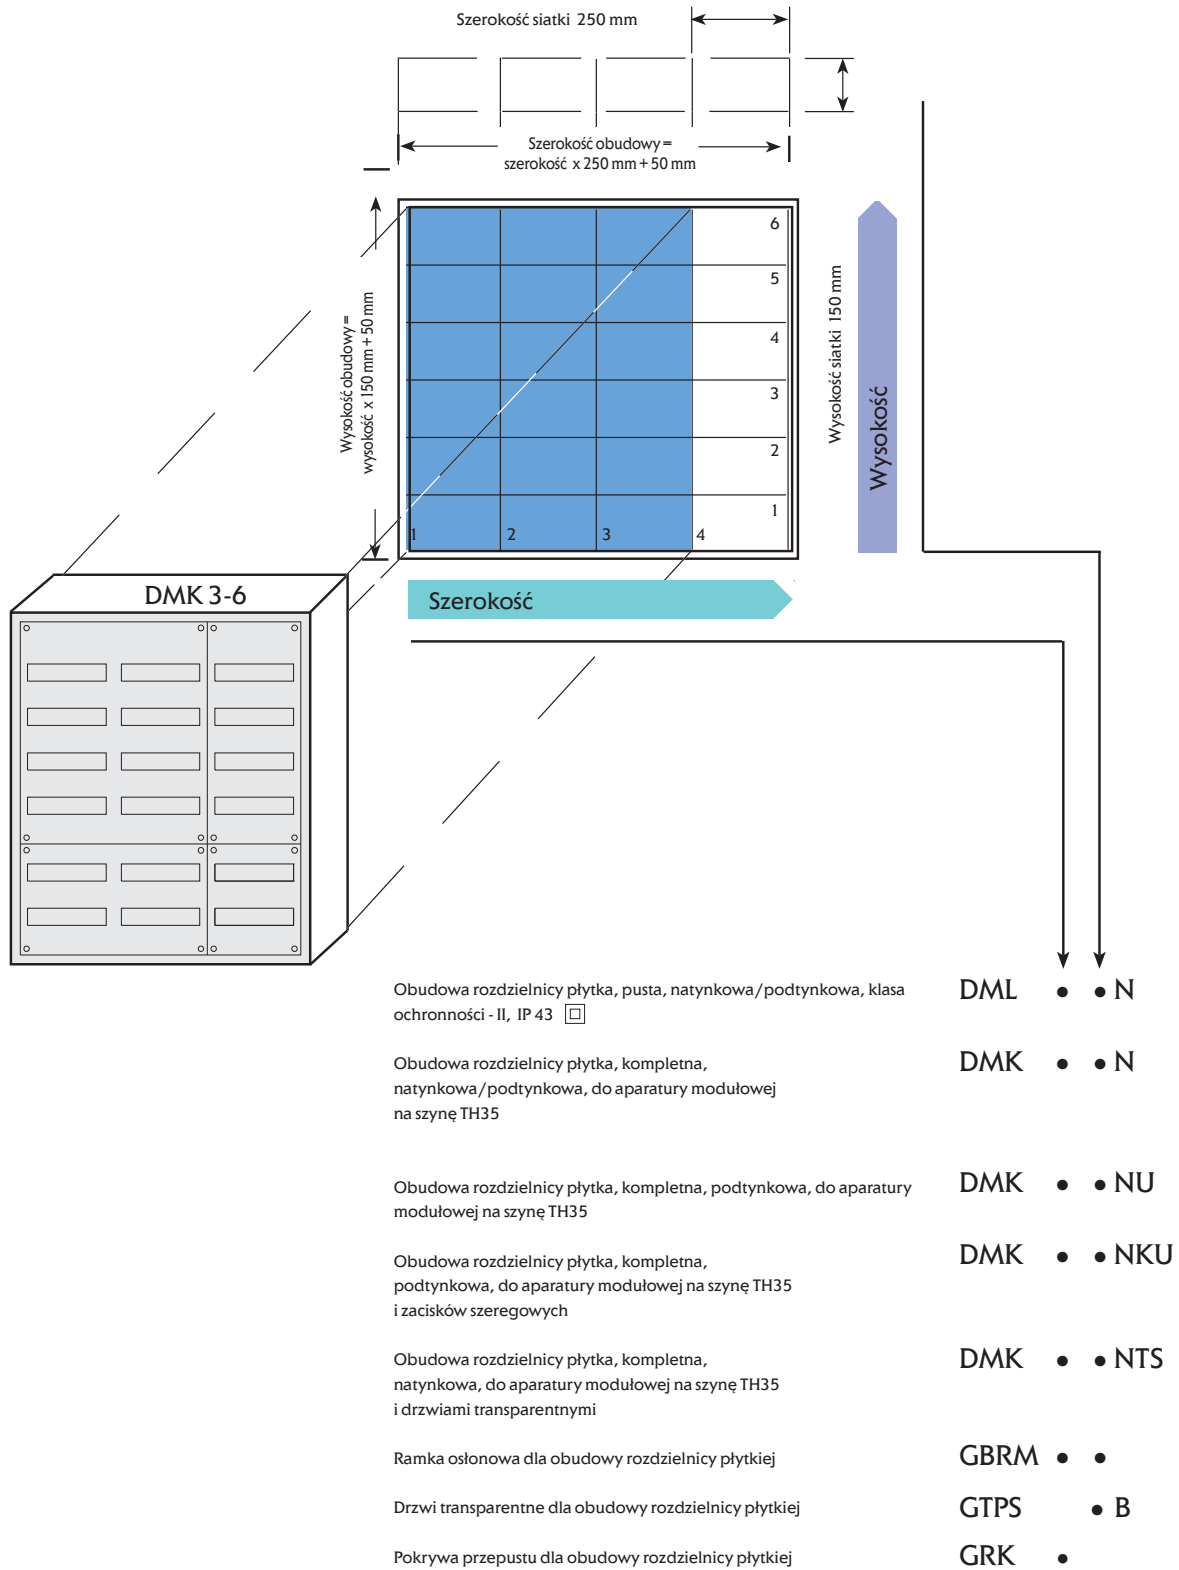 Szerokość siatki 250 mm
Szerokość obudowy =
szerokość x 250 mm + 50 mm
Wysokość obudowy =
wysokość x 150 mm + 50 mm
6
5
4
3
2
1
1 2 3 4
Wysokość siatki 150 mm
Wysokość
Szerokość
DMK 3-6
Obudowa rozdzielnicy płytka, pusta, natynkowa/podtynkowa, klasa
ochronności - II, IP 43
DML • • N
Obudowa rozdzielnicy płytka, kompletna,
natynkowa/podtynkowa, do aparatury modułowej
na szynę TH35
DMK • • N
Obudowa rozdzielnicy płytka, kompletna, podtynkowa, do aparatury
modułowej na szynę TH35
DMK • • NU
Obudowa rozdzielnicy płytka, kompletna,
podtynkowa, do aparatury modułowej na szynę TH35
i zacisków szeregowych
DMK • • NKU
Obudowa rozdzielnicy płytka, kompletna,
natynkowa, do aparatury modułowej na szynę TH35
i drzwiami transparentnymi
DMK • • NTS
Ramka osłonowa dla obudowy rozdzielnicy płytkiej
GBRM • •
Drzwi transparentne dla obudowy rozdzielnicy płytkiej
GTPS • B
Pokrywa przepustu dla obudowy rozdzielnicy płytkiej
GRK •